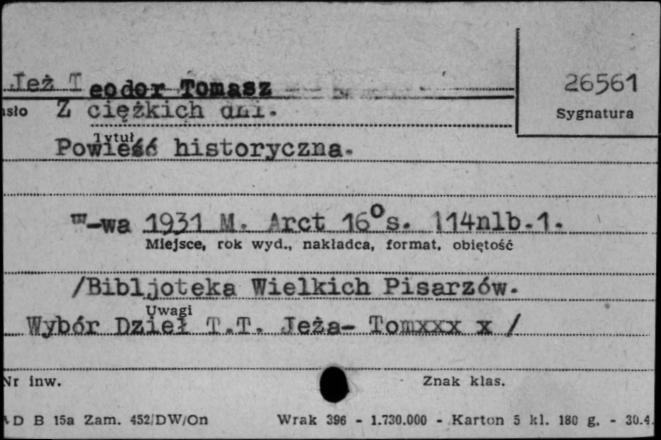 Jeż Teodor Tomasz
26561
Sygnatura
Z ciężkich dni.
Tytuł
Powieść historyczna.
W-wa 1931 M. Arct 16° s. 114nlb.1.
Miejsce, rok wyd., nakładca, format, objętość
/Bibljoteka Wielkich Pisarzów.
Uwagi
Wybór Dzieł T.T. Jeża- Tomxxx x /
Nr inw.
Znak klas.
D B 15a Zam. 452/DW/On Wrak 396 - 1.730.000 - Karton 5 kl. 180 g. - 30.4.